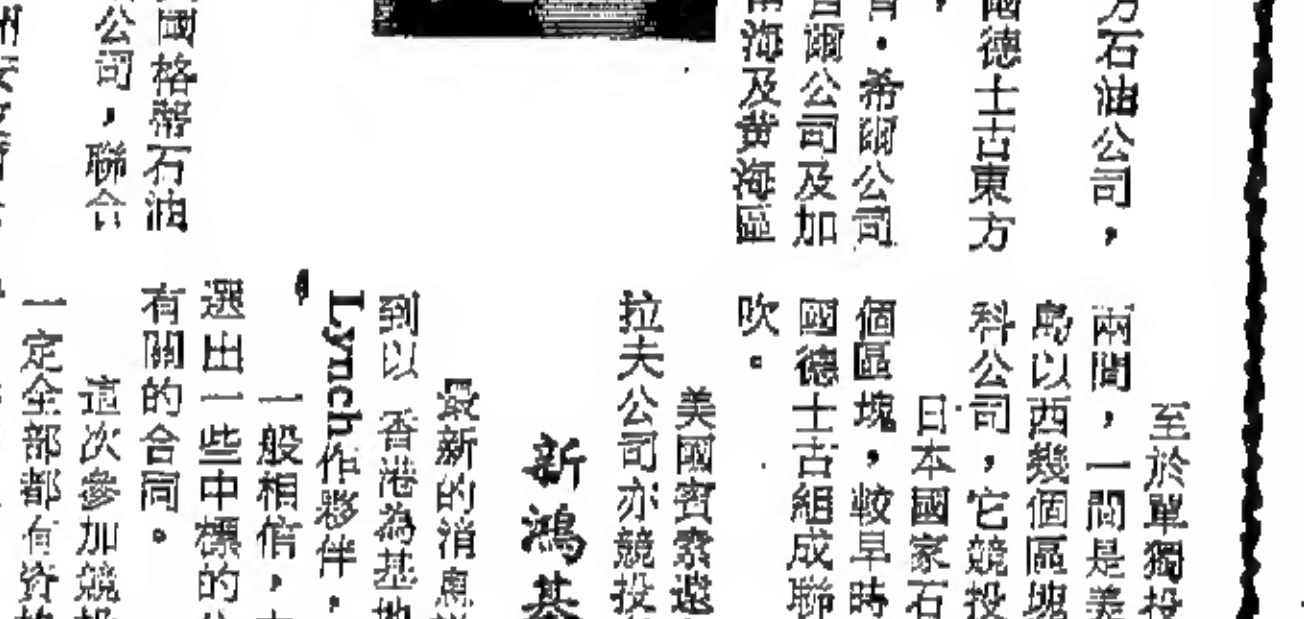 方石油公司，
國德士古東方
・希爾公司
爾公司及加
南海及黃海區
國格幣石油
公司，聯合
至於單獨投
兩間，一間是美
島以西幾個區塊
科公司，它競投
日本國家石
個區塊，較早時
國德士古組成聯
吹。
美國賓索遜
拉夫公司亦競投
新鴻基
最新的消息
到以 香港為基地
Lynch作夥伴，
一般相信，
選出一些中標的
有關的合同。
這次參加競投
一定全部都有資格